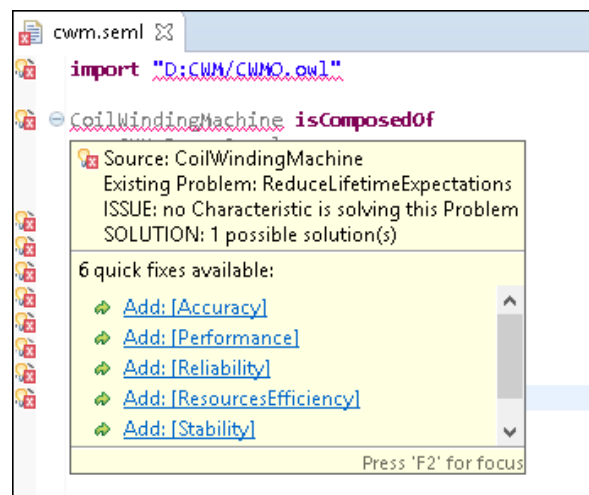 cwm.seml
import "D:CWM/CWMO.owl"
CoilWindingMachine isComposedOf
Source: CoilWindingMachine
Existing Problem: ReduceLifetimeExpectations
ISSUE: no Characteristic is solving this Problem
SOLUTION: 1 possible solution(s)
6 quick fixes available:
Add: [Accuracy]
Add: [Performance]
Add: [Reliability]
Add: [ResourcesEfficiency]
Add: [Stability]
Press 'F2' for focus